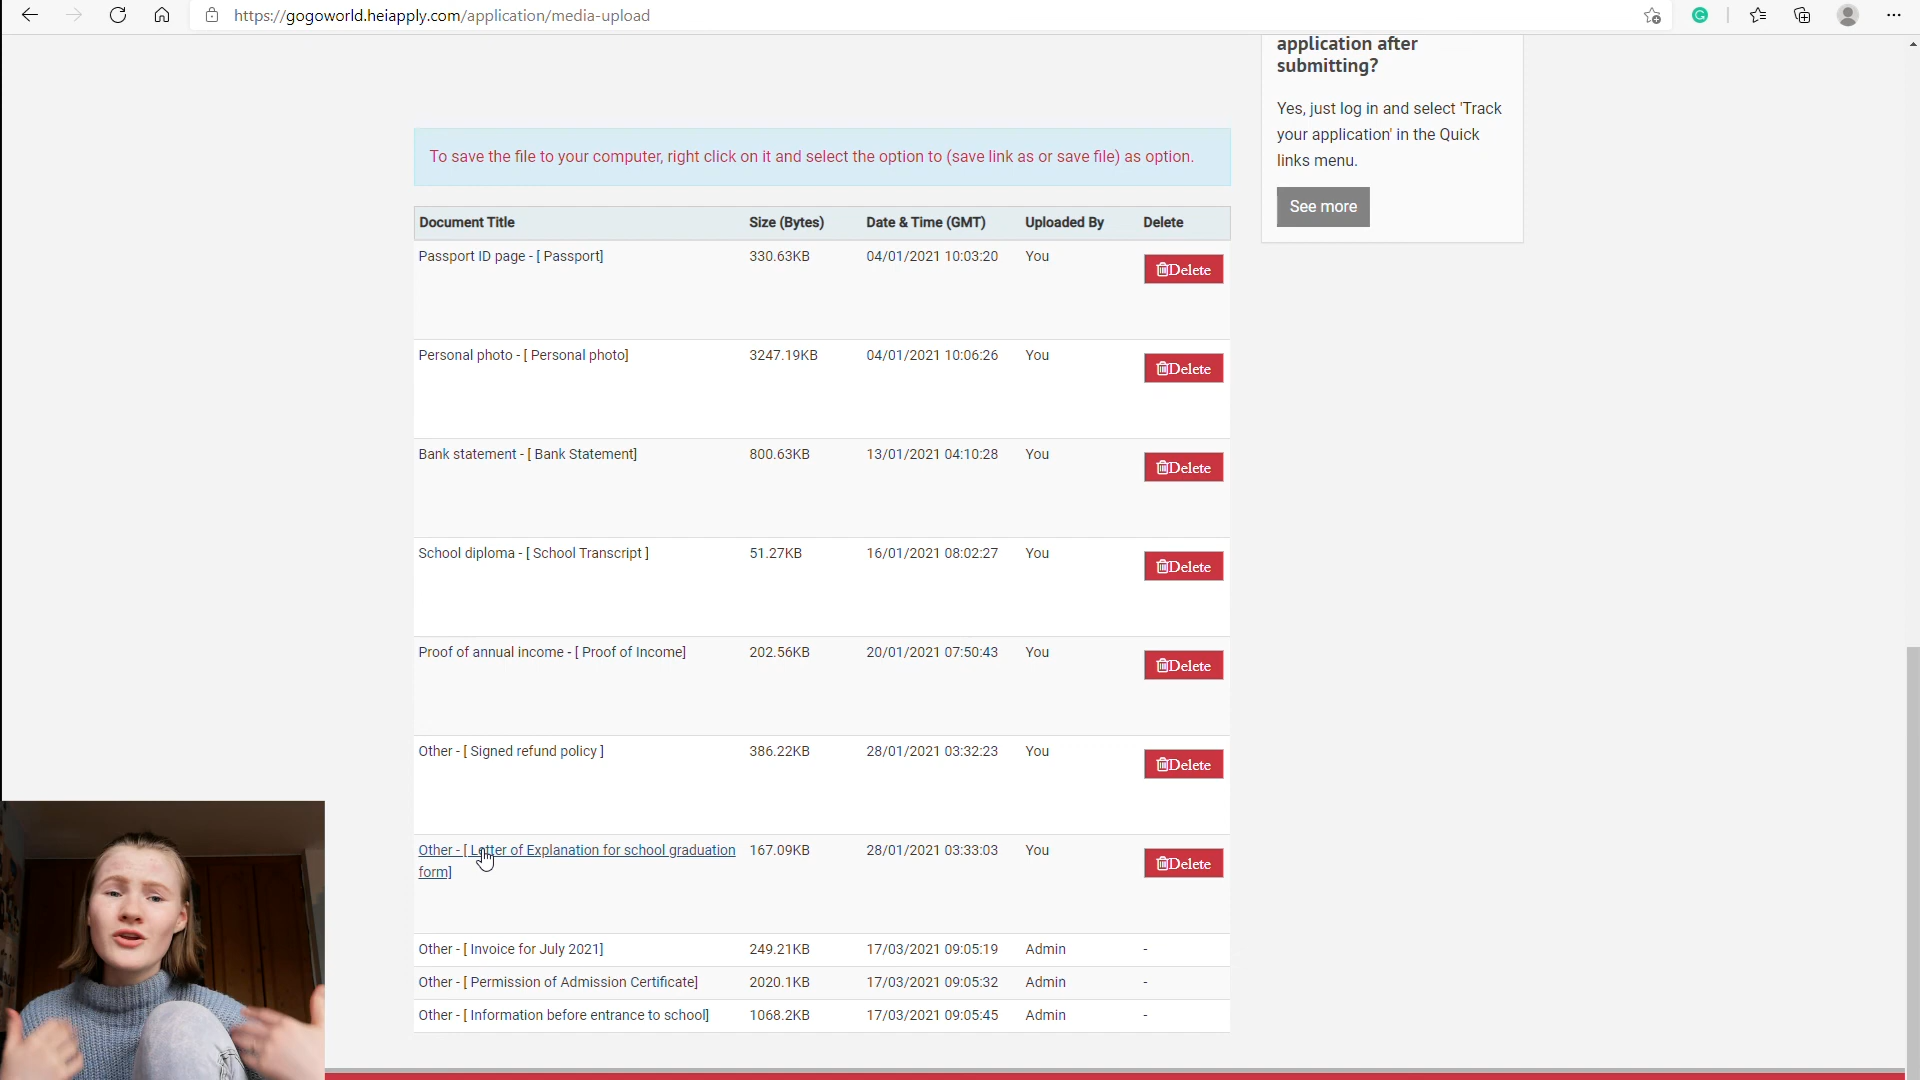 https://gogoworld.heiapply.com/application/media-upload
application after
submitting?
Yes, just log in and select 'Track
your application' in the Quick
links menu.
See more
To save the file to your computer, right click on it and select the option to (save link as or save file) as option.
Document Title Size (Bytes) Date & Time (GMT) Uploaded By Delete
Passport ID page - [ Passport] 330.63KB 04/01/2021 10:03:20 You Delete
Personal photo - [ Personal photo] 3247.19KB 04/01/2021 10:06:26 You Delete
Bank statement - [ Bank Statement] 800.63KB 13/01/2021 04:10:28 You Delete
School diploma - [ School Transcript ] 51.27KB 16/01/2021 08:02:27 You Delete
Proof of annual income - [ Proof of Income] 202.56KB 20/01/2021 07:50:43 You Delete
Other - [ Signed refund policy ] 386.22KB 28/01/2021 03:32:23 You Delete
Other - [ Letter of Explanation for school graduation 167.09KB 28/01/2021 03:33:03 You Delete
form]
Other - [ Invoice for July 2021] 249.21KB 17/03/2021 09:05:19 Admin -
Other - [ Permission of Admission Certificate] 2020.1KB 17/03/2021 09:05:32 Admin -
Other - [ Information before entrance to school] 1068.2KB 17/03/2021 09:05:45 Admin -